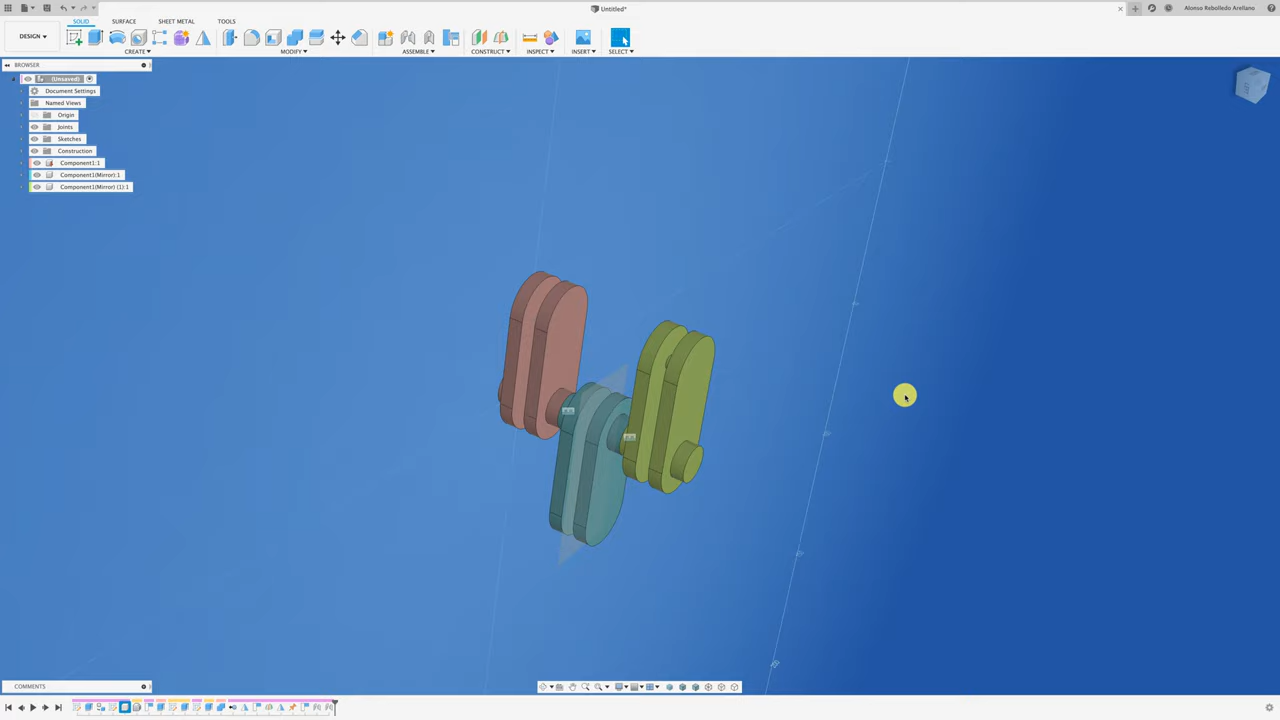 Untitled*
Alonso Rebolledo Arellano
SOLID SURFACE SHEET METAL TOOLS
DESIGN
CREATE MODIFY ASSEMBLE CONSTRUCT INSPECT INSERT SELECT
BROWSER
(Unsaved)
Document Settings
Named Views
Origin
Joints
Sketches
Construction
Component1:1
Component1(Mirror):1
Component1(Mirror) (1):1
COMMENTS